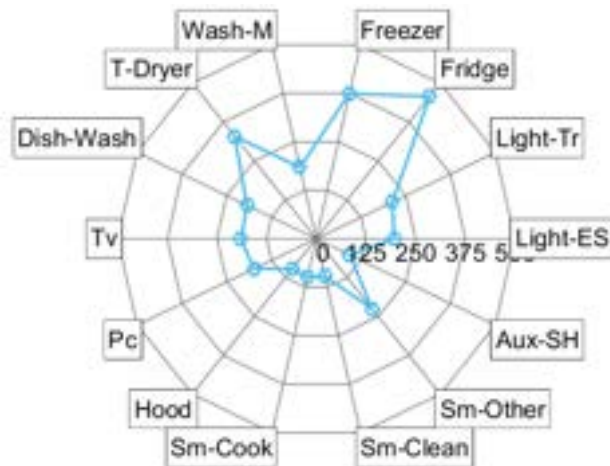 Wash-M Freezer
T-Dryer Fridge
Dish-Wash Light-Tr
Tv 0 125 250 375 Light-ES
Pc Aux-SH
Hood Sm-Other
Sm-Cook Sm-Clean